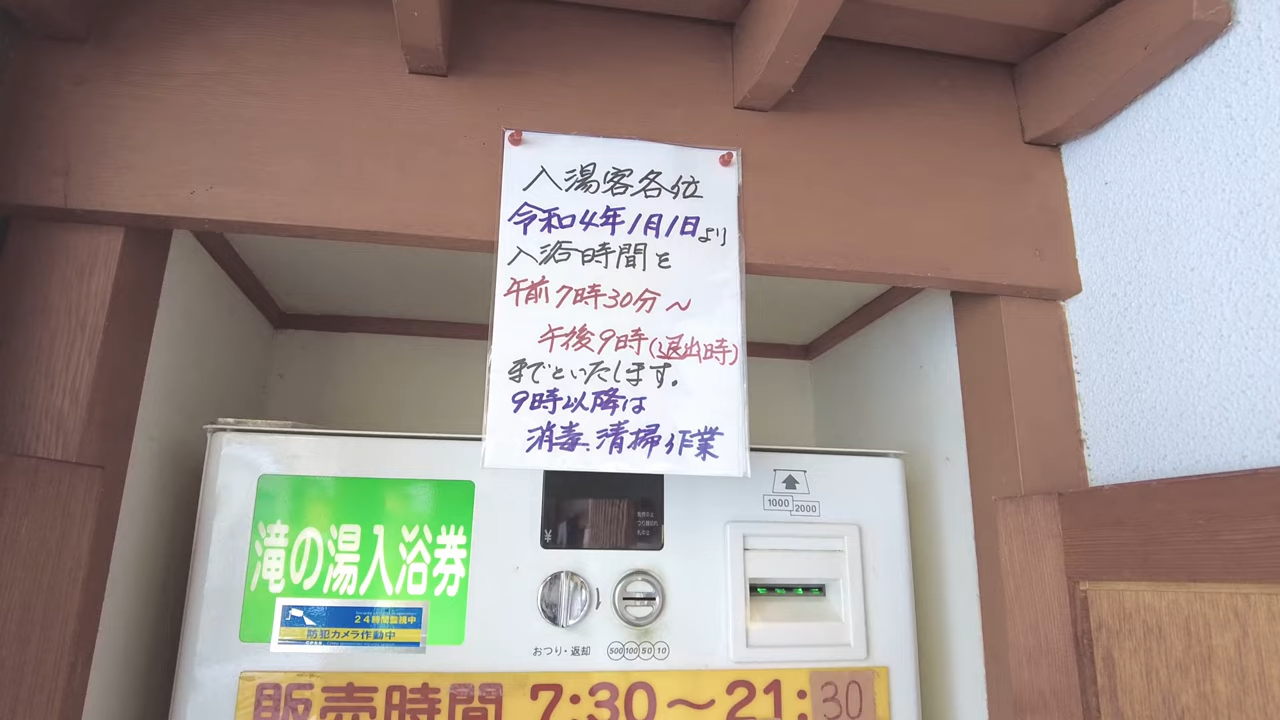 入湯客各位
令和4年1月1日より
入浴時間を
午前7時30分~
午後9時(退出時)
までといたします。
9時以降は
消毒、清掃作業
1000
2000
滝の湯入浴券
24時間監視中
防犯カメラ作動中
¥
おつり・返却
500 100 50 10
販売時間 7:30~21:30